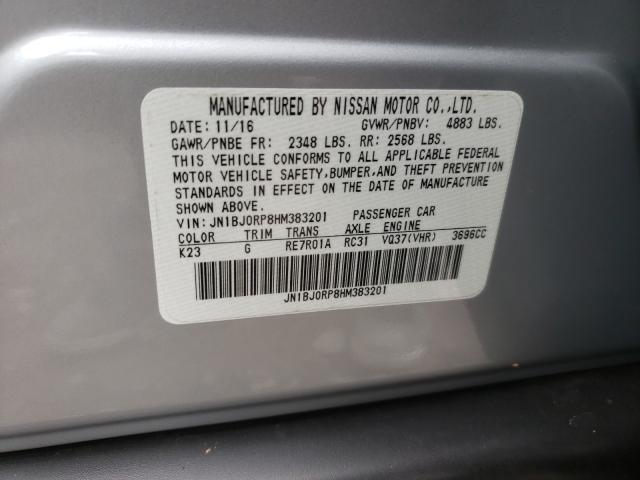 MANUFACTURED BY NISSAN MOTOR CO.,LTD.
DATE: 11/16 GVWR/PNBV: 4883 LBS.
GAWR/PNBE FR: 2348 LBS. RR: 2568 LBS.
THIS VEHICLE CONFORMS TO ALL APPLICABLE FEDERAL
MOTOR VEHICLE SAFETY,BUMPER,AND THEFT PREVENTION
STANDARDS IN EFFECT ON THE DATE OF MANUFACTURE
SHOWN ABOVE.
VIN: JN1BJ0RP8HM383201 PASSENGER CAR
COLOR TRIM TRANS AXLE ENGINE
K23 G RE7R01A RC31 VQ37(VHR) 3696CC
JN1BJ0RP8HM383201